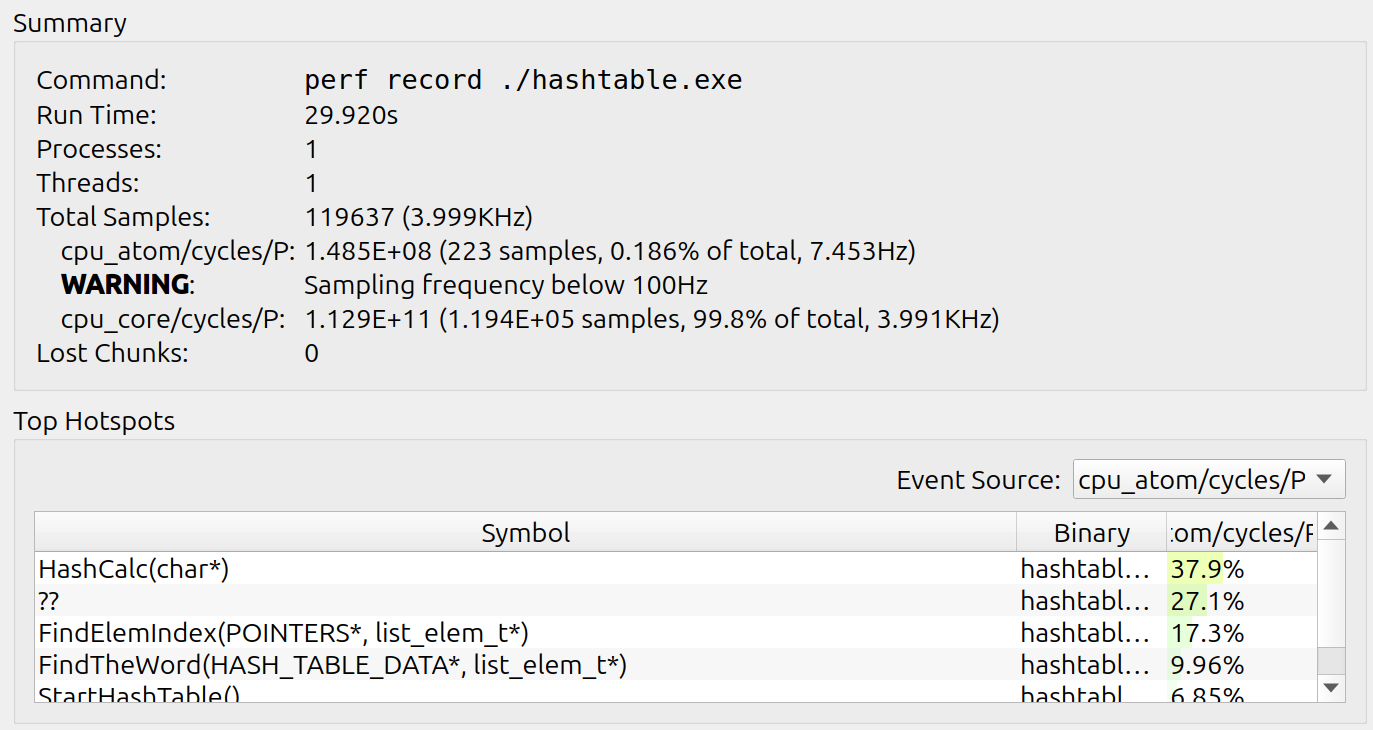 Summary
Command: perf record ./hashtable.exe
Run Time: 29.920s
Processes: 1
Threads: 1
Total Samples: 119637 (3.999KHz)
cpu_atom/cycles/P: 1.485E+08 (223 samples, 0.186% of total, 7.453Hz)
WARNING: Sampling frequency below 100Hz
cpu_core/cycles/P: 1.129E+11 (1.194E+05 samples, 99.8% of total, 3.991KHz)
Lost Chunks: 0
Top Hotspots
Event Source: cpu_atom/cycles/P
Symbol Binary tom/cycles/P
HashCalc(char*) hashtabl... 37.9%
?? hashtabl... 27.1%
FindElemIndex(POINTERS*, list_elem_t*) hashtabl... 17.3%
FindTheWord(HASH_TABLE_DATA*, list_elem_t*) hashtabl... 9.96%
StartHashTable() hashtabl... 6.85%